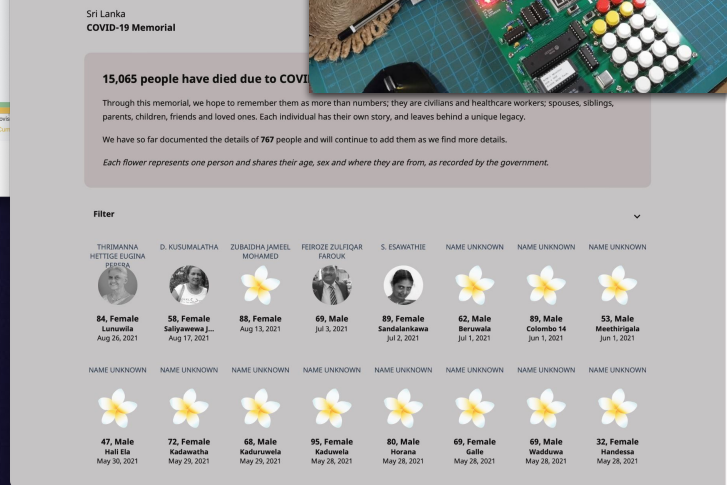 Sri Lanka
COVID-19 Memorial
15,065 people have died due to
Through this memorial, we hope to remember them as more than numbers; they are civilians and healthcare workers; spouses, siblings,
parents, children, friends and loved ones. Each individual has their own story, and leaves behind a unique legacy.
We have so far documented the details of 767 people and will continue to add them as we find more details.
Each flower represents one person and shares their age, sex and where they are from, as recorded by the government.
Filter
THRIMANNA HETTIGE EUGINA PERERA
84, Female
Lunuwila
Aug 26, 2021
D. KUSUMALATHA
58, Female
Saliyawewa J...
Aug 17, 2021
ZUBAIDHA JAMEEL MOHAMED
88, Female
Aug 13, 2021
FEIROZE ZULFIQAR FAROUK
69, Male
Jul 3, 2021
S. ESAWATHIE
89, Female
Sandalankawa
Jul 2, 2021
NAME UNKNOWN
62, Male
Beruwala
Jul 1, 2021
NAME UNKNOWN
89, Male
Colombo 14
Jun 1, 2021
NAME UNKNOWN
53, Male
Meethirigala
Jun 1, 2021
NAME UNKNOWN
47, Male
Hali Ela
May 30, 2021
NAME UNKNOWN
72, Female
Kadawatha
May 29, 2021
NAME UNKNOWN
68, Male
Kaduruwela
May 29, 2021
NAME UNKNOWN
95, Female
Kaduwela
May 28, 2021
NAME UNKNOWN
80, Male
Horana
May 28, 2021
NAME UNKNOWN
69, Female
Galle
May 28, 2021
NAME UNKNOWN
69, Male
Wadduwa
May 28, 2021
NAME UNKNOWN
32, Female
Handessa
May 28, 2021